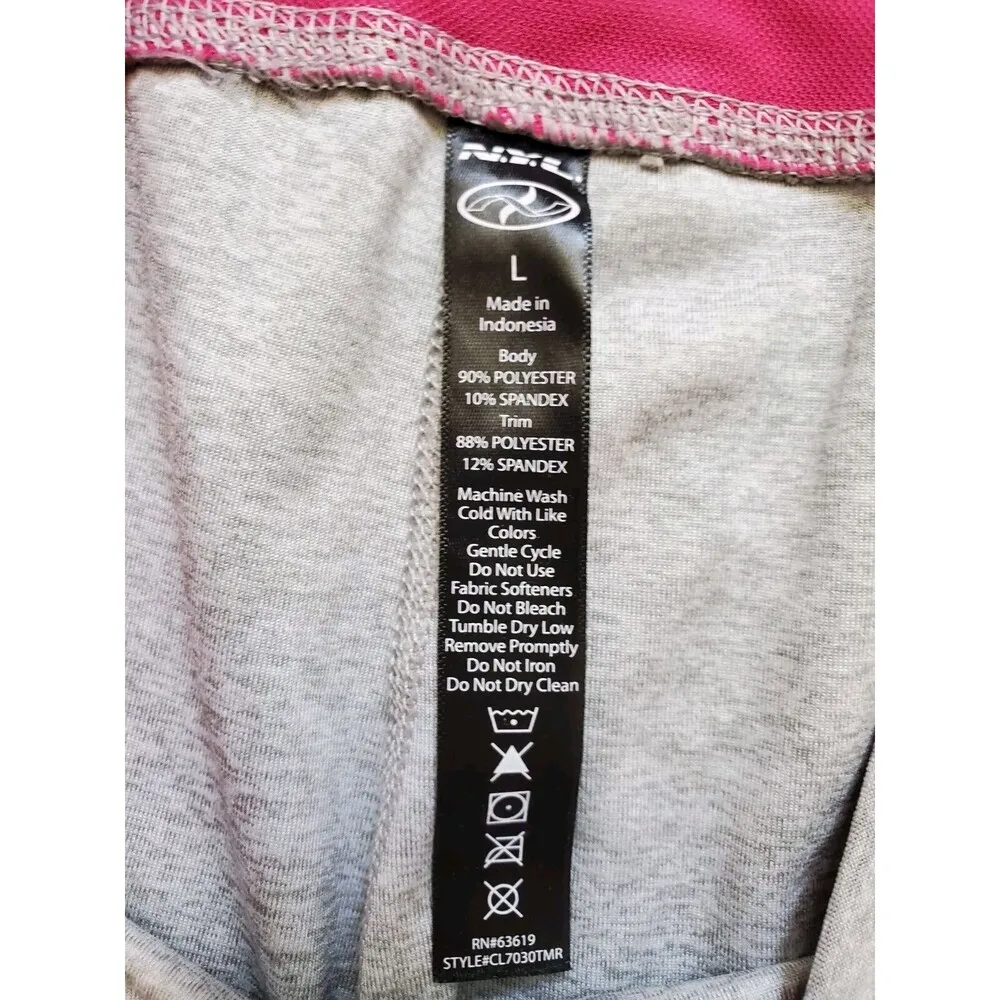 N.Y.L.
L
Made in
Indonesia
Body
90% POLYESTER
10% SPANDEX
Trim
88% POLYESTER
12% SPANDEX
Machine Wash
Cold With Like
Colors
Gentle Cycle
Do Not Use
Fabric Softeners
Do Not Bleach
Tumble Dry Low
Remove Promptly
Do Not Iron
Do Not Dry Clean
RN#63619
STYLE#CL7030TMR